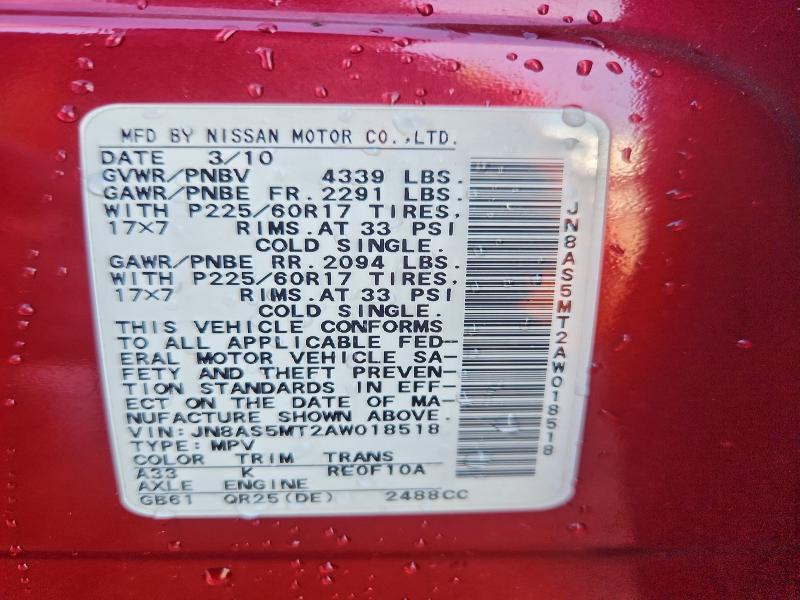 MFD BY NISSAN MOTOR CO.,LTD.
DATE 3/10
GVWR/PNBV 4339 LBS.
GAWR/PNBE FR.2291 LBS.
WITH P225/60R17 TIRES,
17×7 RIMS.AT 33 PSI
COLD SINGLE.
GAWR/PNBE RR.2094 LBS.
WITH P225/60R17 TIRES,
17×7 RIMS.AT 33 PSI
COLD SINGLE.
THIS VEHICLE CONFORMS
TO ALL APPLICABLE FED-
ERAL MOTOR VEHICLE SA-
FETY AND THEFT PREVEN-
TION STANDARDS IN EFF-
ECT ON THE DATE OF MA-
NUFACTURE SHOWN ABOVE.
VIN:JN8AS5MT2AW018518
TYPE:MPV
COLOR TRIM TRANS
A33 K RE0F10A
AXLE ENGINE
GB61 QR25(DE) 2488CC
JN8AS5MT2AW018518